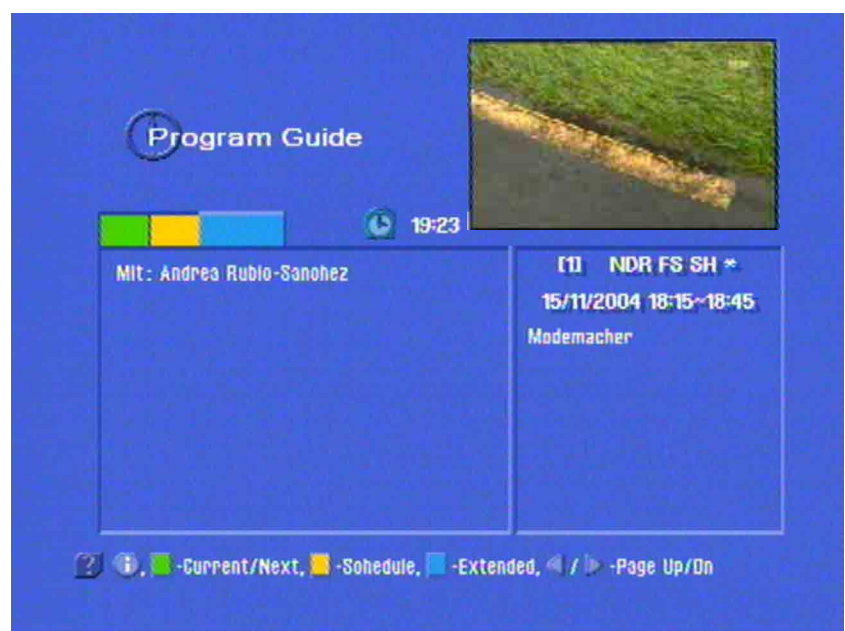 Program Guide
19:23
Mit: Andrea Rubio-Sanchez
[1] NDR FS SH *
15/11/2004 18:15~18:45
Modemacher
? i, -Current/Next, -Schedule, -Extended, / -Page Up/Dn